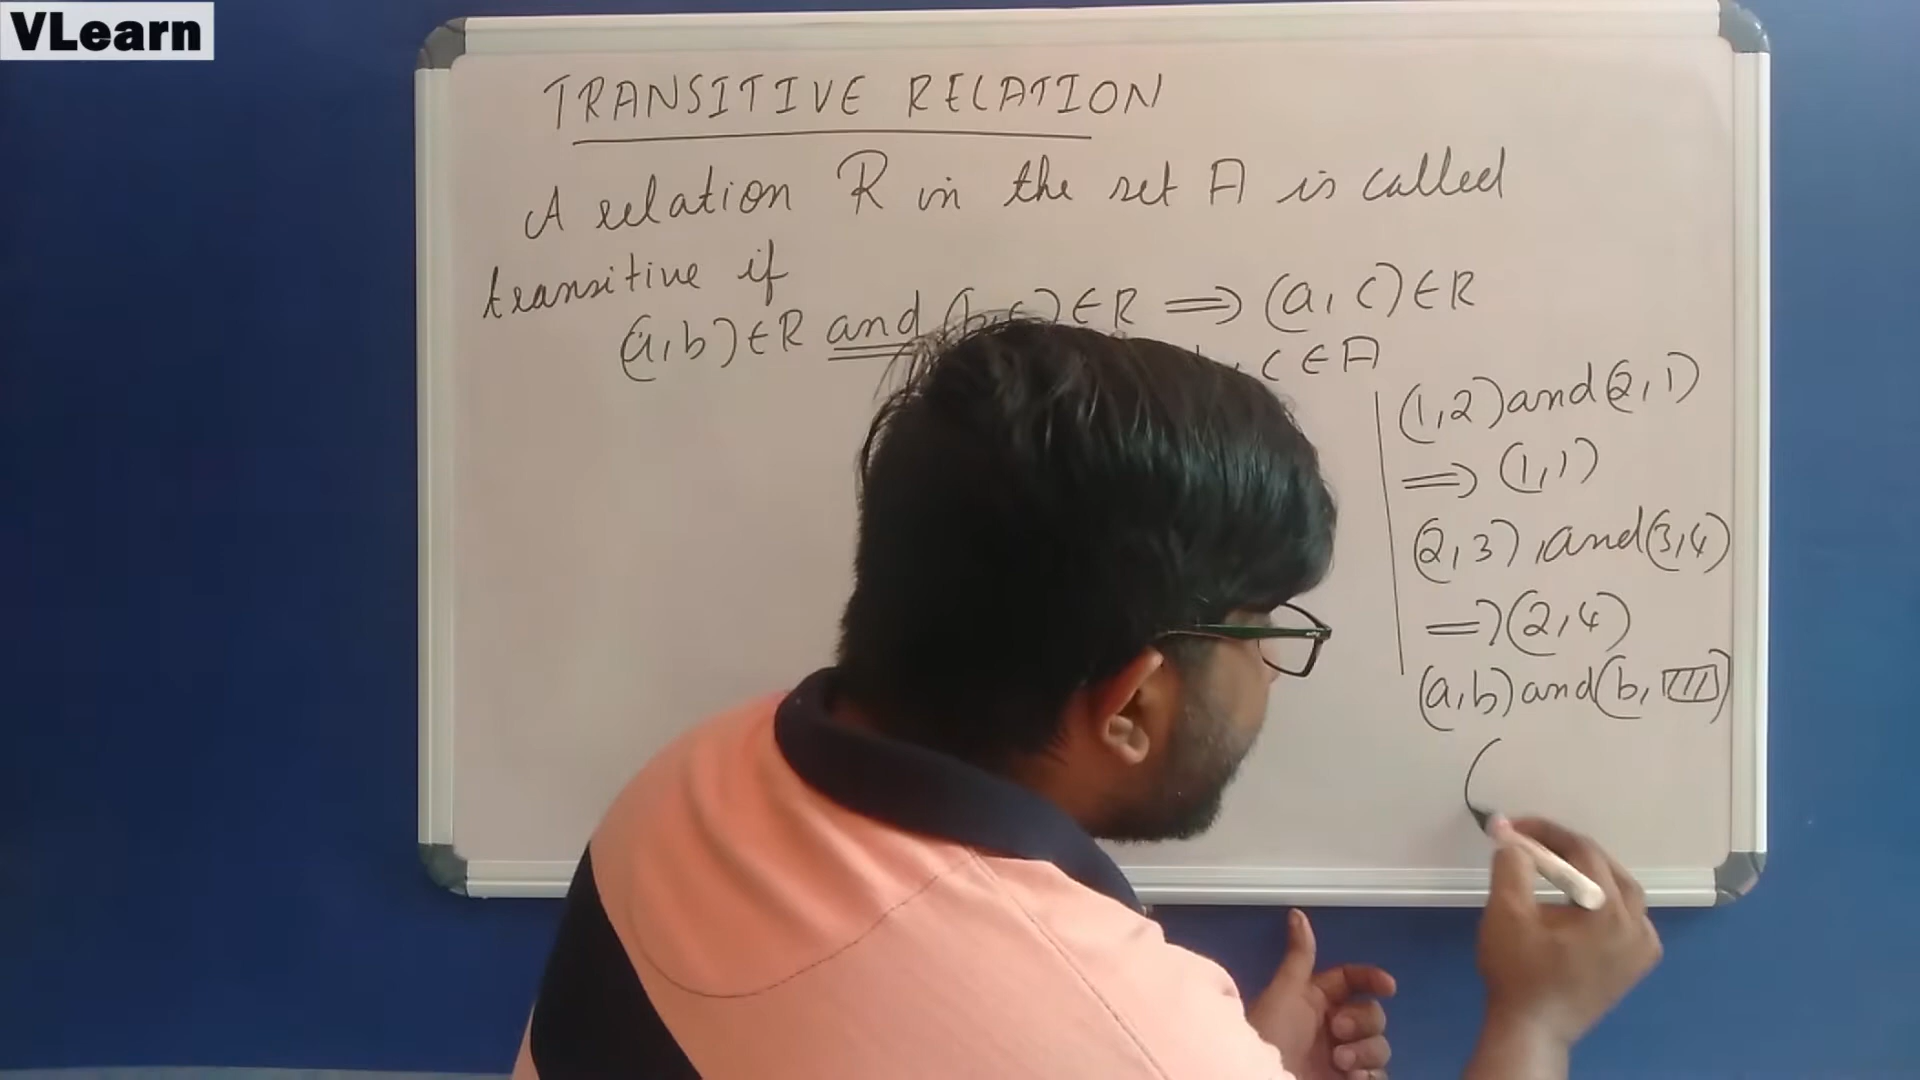 VLearn
TRANSITIVE RELATION
A relation R in the set A is called
transitive if
(a,b)∈R and (b,c)∈R ⟹ (a,c)∈R
, c∈A
(1,2) and (2,1)
⟹ (1,1)
(2,3), and (3,4)
⟹ (2,4)
(a,b) and (b, )
(